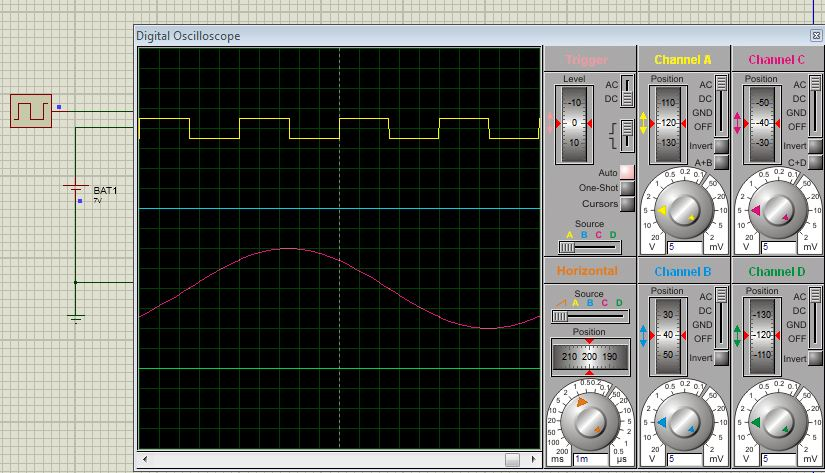 Digital Oscilloscope
Trigger
Level
-10
0
10
AC
DC
Auto
One-Shot
Cursors
Source
A B C D
Channel A
Position
110
120
130
AC
DC
GND
OFF
Invert
A+B
V 5 mV
Channel C
Position
-50
-40
-30
AC
DC
GND
OFF
Invert
C+D
V 5 mV
BAT1
7V
Horizontal
Source
A B C D
Position
210 200 190
ms 1m µs
Channel B
Position
30
40
50
AC
DC
GND
OFF
Invert
V 5 mV
Channel D
Position
-130
-120
-110
AC
DC
GND
OFF
Invert
V 5 mV